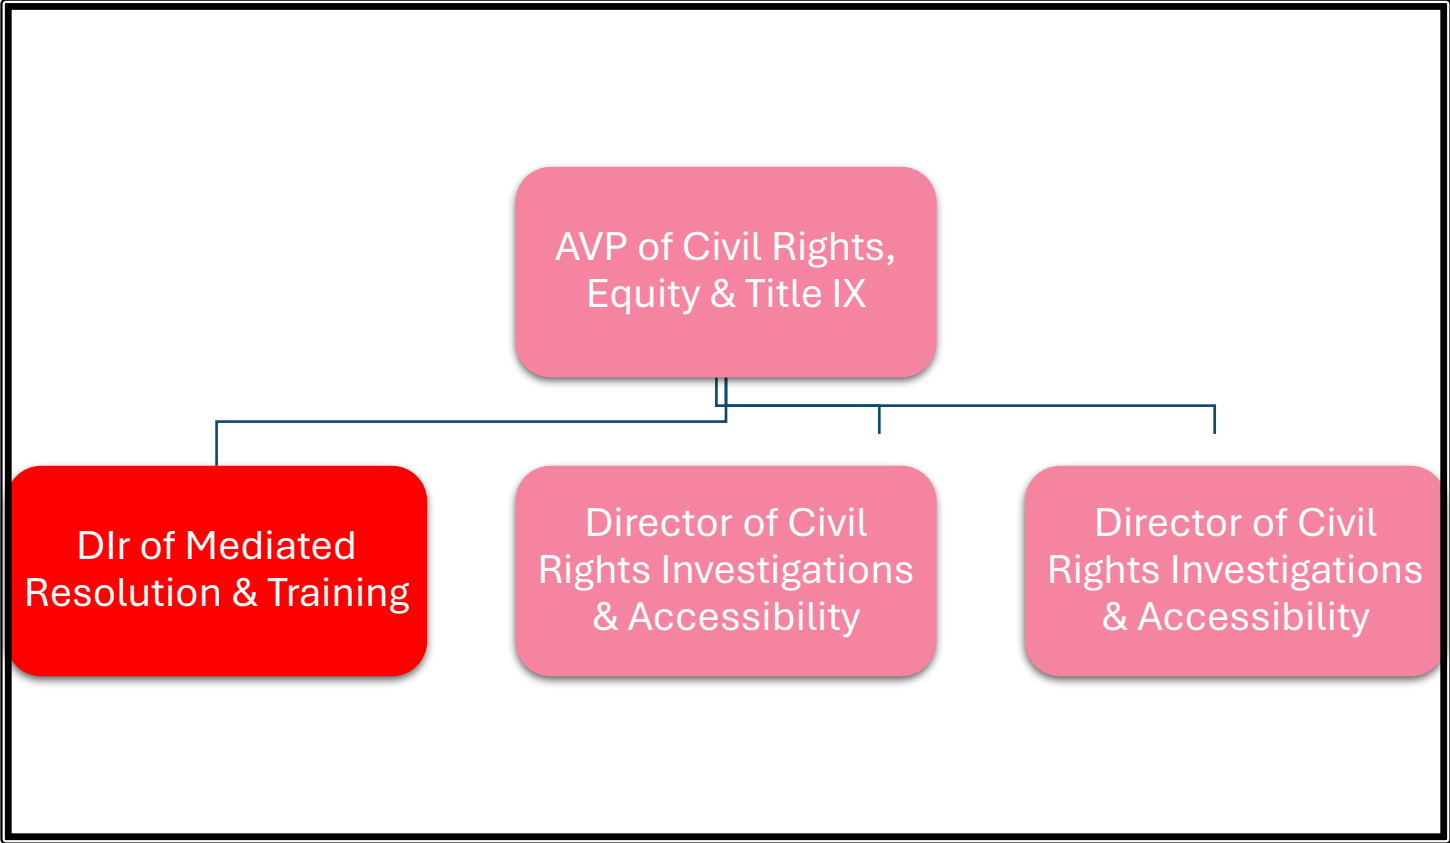 AVP of Civil Rights,
Equity & Title IX
DIr of Mediated
Resolution & Training
Director of Civil
Rights Investigations
& Accessibility
Director of Civil
Rights Investigations
& Accessibility